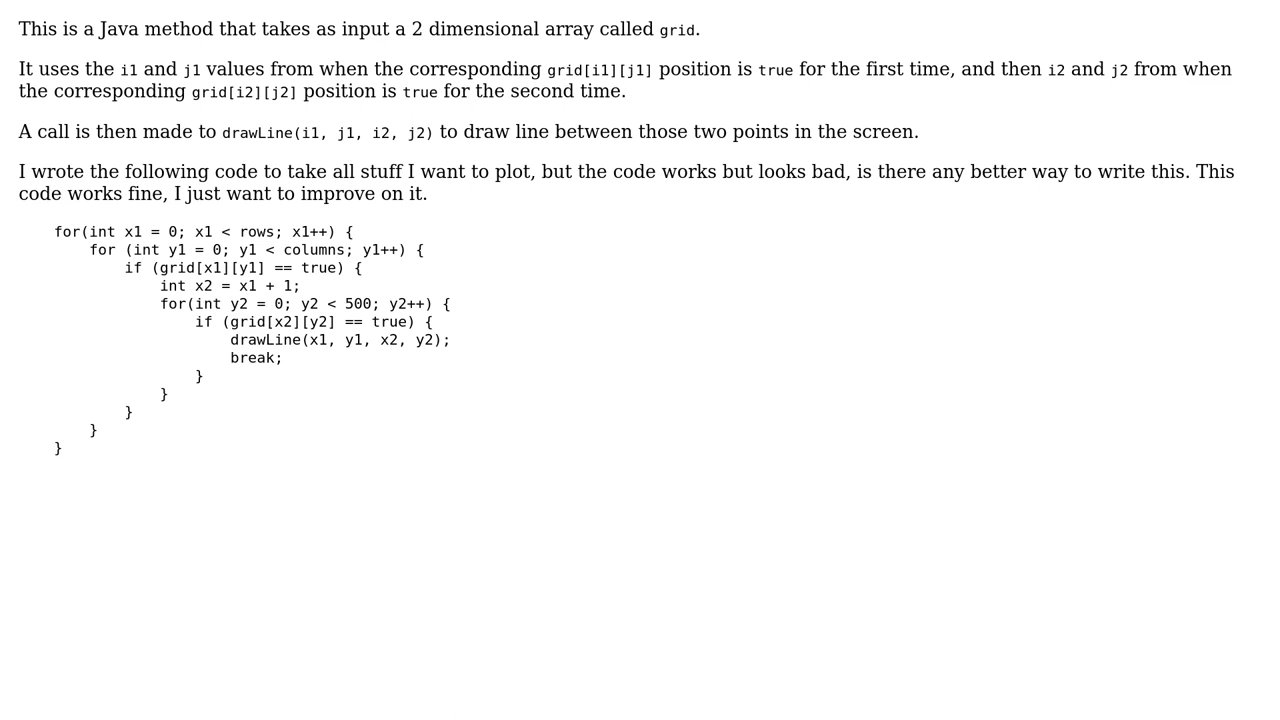 This is a Java method that takes as input a 2 dimensional array called grid.
It uses the i1 and j1 values from when the corresponding grid[i1][j1] position is true for the first time, and then i2 and j2 from when
the corresponding grid[i2][j2] position is true for the second time.
A call is then made to drawLine(i1, j1, i2, j2) to draw line between those two points in the screen.
I wrote the following code to take all stuff I want to plot, but the code works but looks bad, is there any better way to write this. This
code works fine, I just want to improve on it.
    for(int x1 = 0; x1 < rows; x1++) {
        for (int y1 = 0; y1 < columns; y1++) {
            if (grid[x1][y1] == true) {
                int x2 = x1 + 1;
                for(int y2 = 0; y2 < 500; y2++) {
                    if (grid[x2][y2] == true) {
                        drawLine(x1, y1, x2, y2);
                        break;
                    }
                }
            }
        }
    }